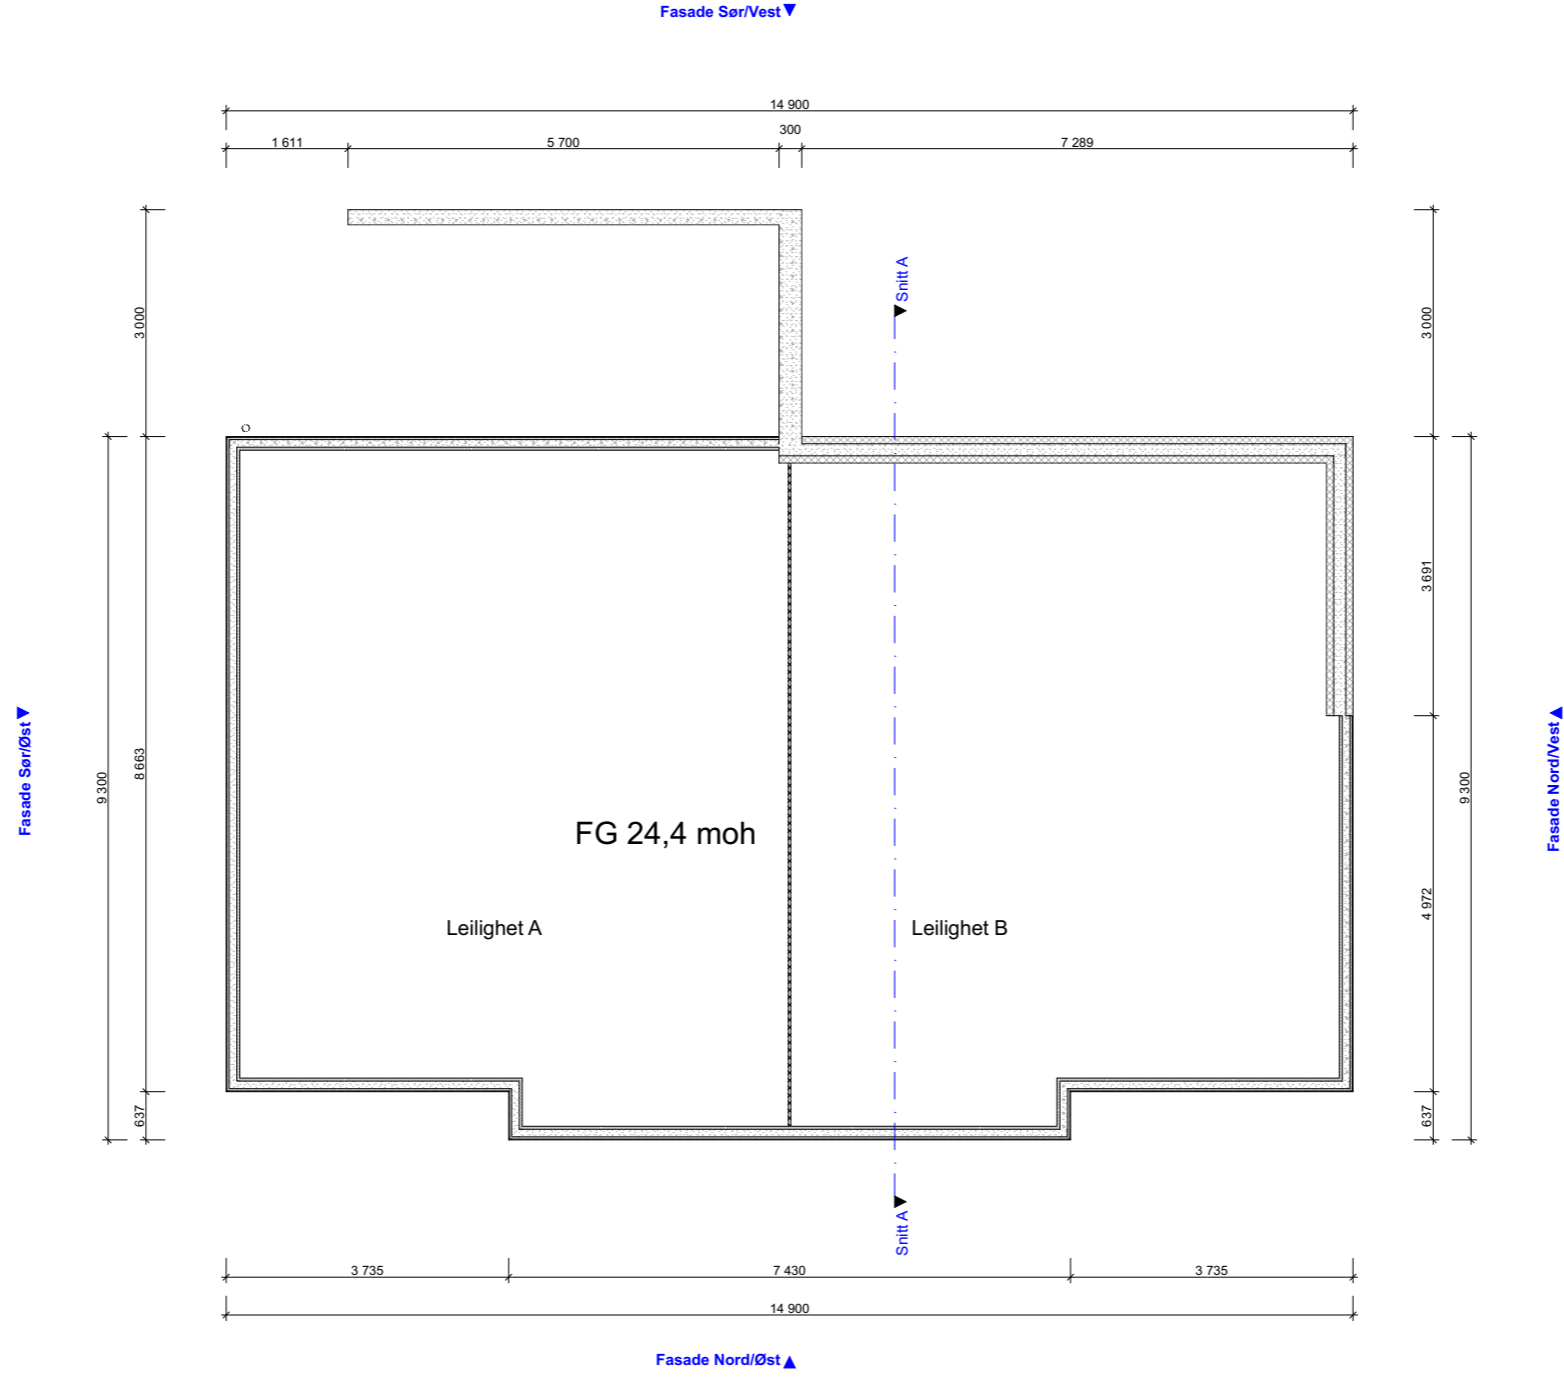 Fasade Sør/Vest
14 900
300
1 611
5 700
7 289
Snitt A
3 000
3 000
3 691
Fasade Sør/Øst
9 300
8 663
FG 24,4 moh
9 300
Fasade Nord/Vest
Leilighet A
Leilighet B
4 972
637
637
Snitt A
3 735
7 430
3 735
14 900
Fasade Nord/Øst